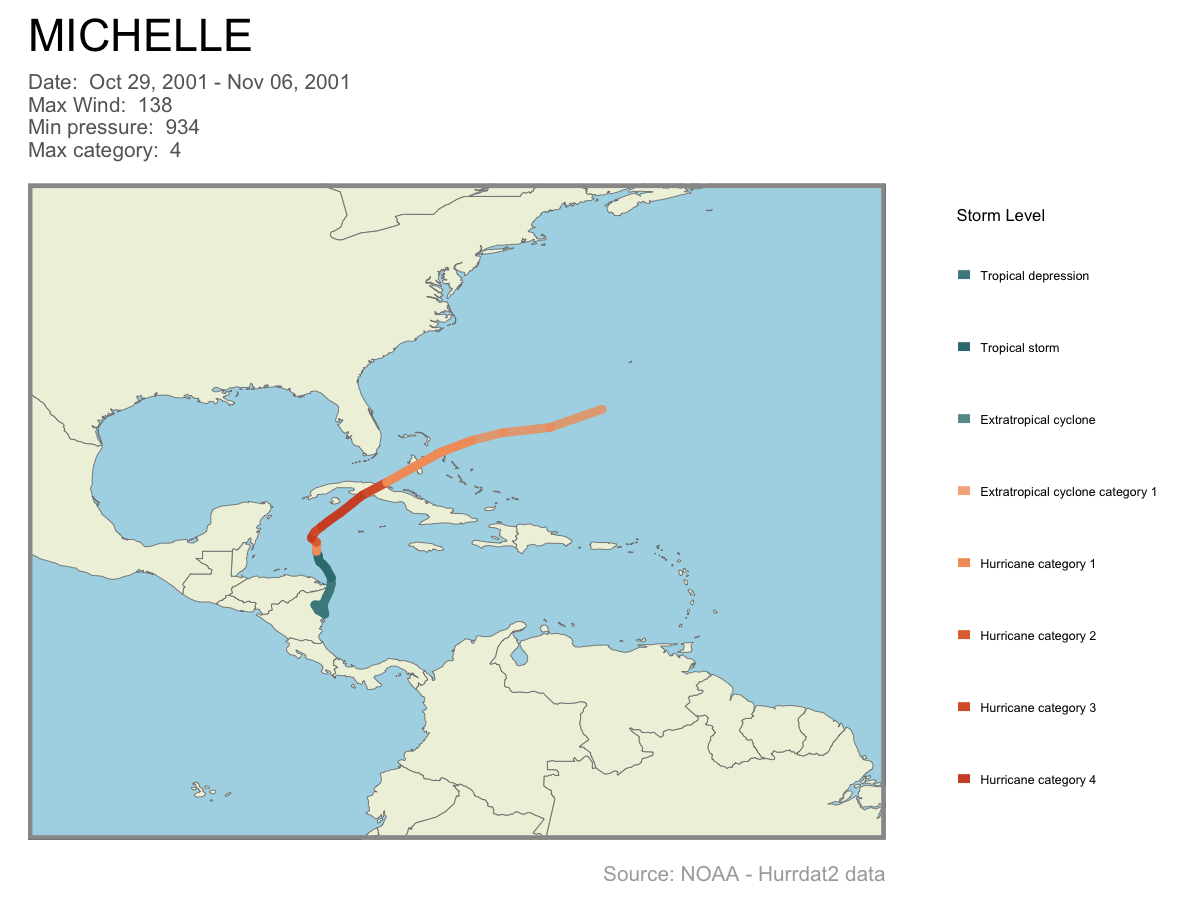 MICHELLE
Date:  Oct 29, 2001 - Nov 06, 2001
Max Wind:  138
Min pressure:  934
Max category:  4
Storm Level
Tropical depression
Tropical storm
Extratropical cyclone
Extratropical cyclone category 1
Hurricane category 1
Hurricane category 2
Hurricane category 3
Hurricane category 4
Source: NOAA - Hurrdat2 data